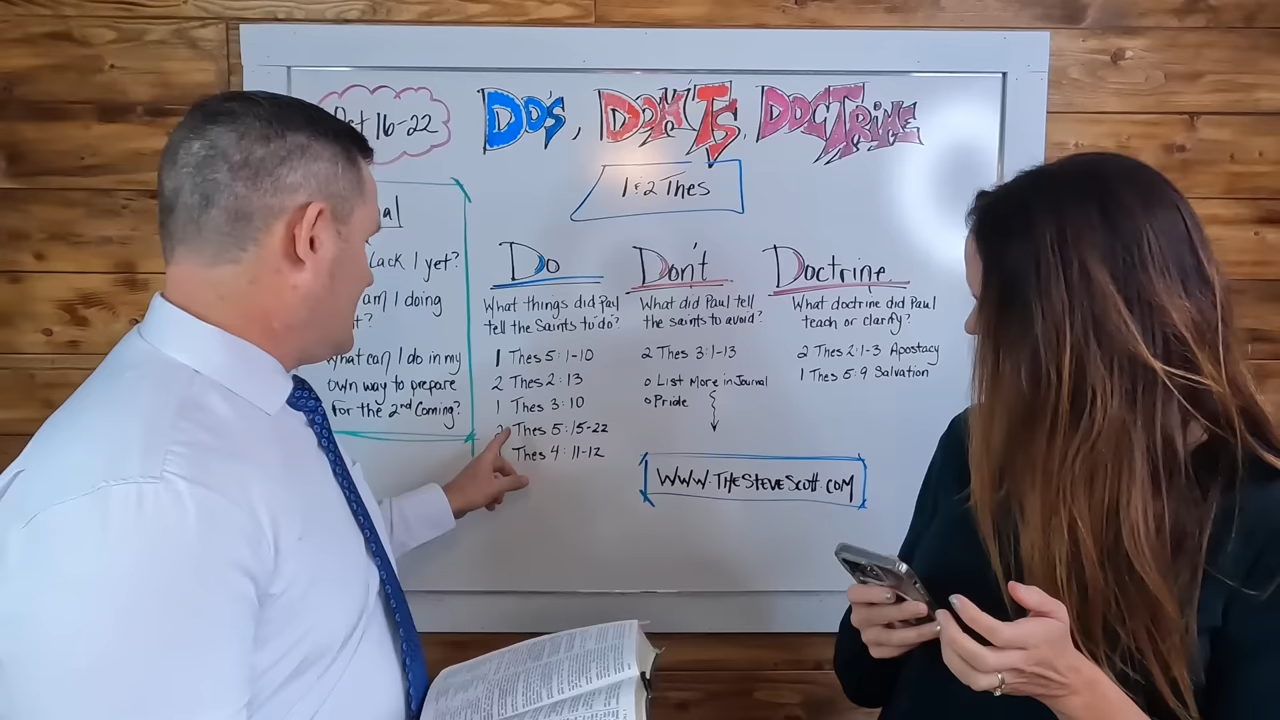 Oct 16-22
Do's, Don'ts, Doctrine
1 & 2 Thes
Lack I yet?
am I doing
What can I do in my
own way to prepare
for the 2nd Coming?
Do
What things did Paul
tell the Saints to do?
1 Thes 5:1-10
2 Thes 2:13
1 Thes 3:10
Thes 5:15-22
Thes 4:11-12
Don't
What did Paul tell
the saints to avoid?
2 Thes 3:1-13
o List More in Journal
o Pride
Doctrine
What doctrine did Paul
teach or clarify?
2 Thes 2:1-3 Apostacy
1 Thes 5:9 Salvation
WWW.TheSteveScott.com